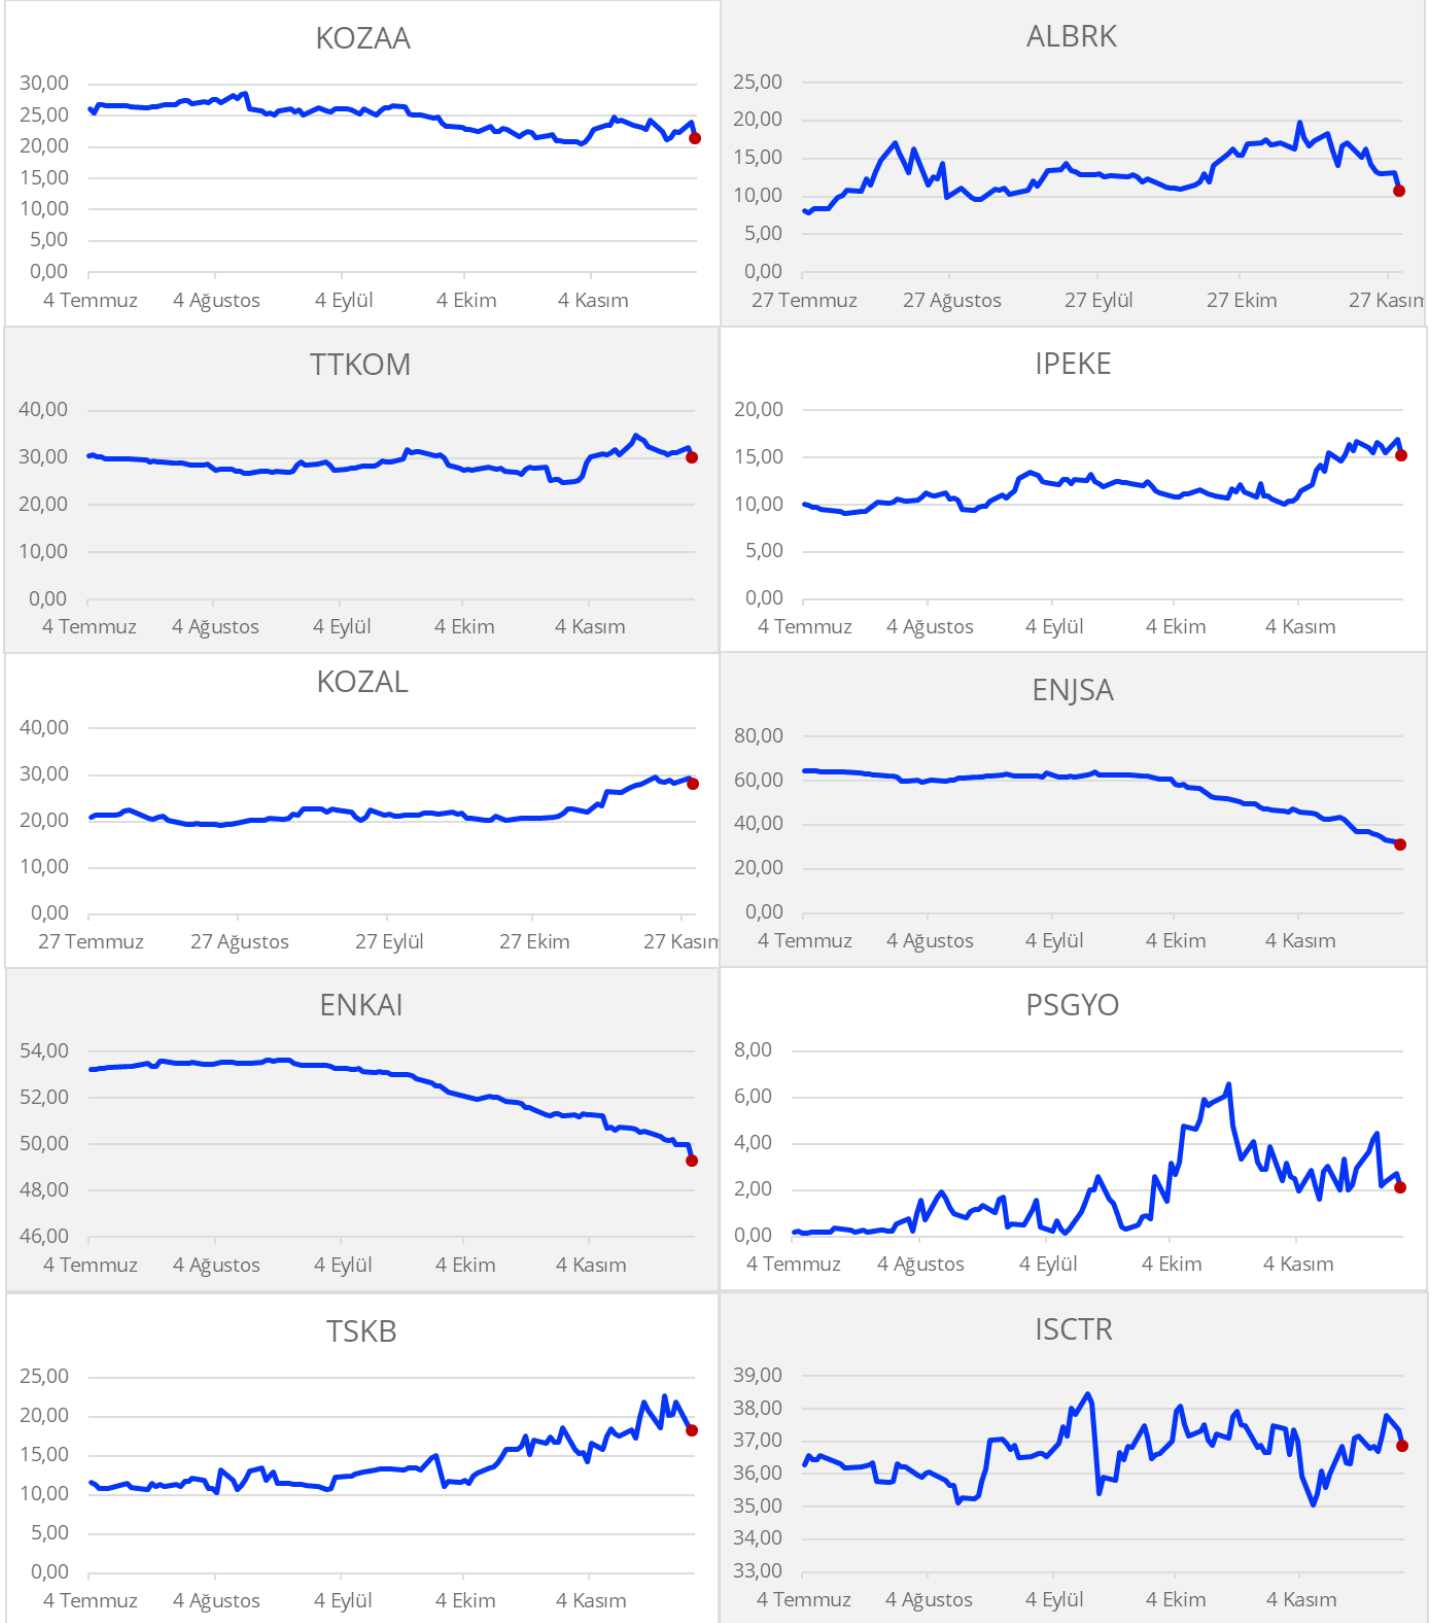 KOZAA
30,00
25,00
20,00
15,00
10,00
5,00
0,00
4 Temmuz 4 Ağustos 4 Eylül 4 Ekim 4 Kasım
ALBRK
25,00
20,00
15,00
10,00
5,00
0,00
27 Temmuz 27 Ağustos 27 Eylül 27 Ekim 27 Kasım
TTKOM
40,00
30,00
20,00
10,00
0,00
4 Temmuz 4 Ağustos 4 Eylül 4 Ekim 4 Kasım
IPEKE
20,00
15,00
10,00
5,00
0,00
4 Temmuz 4 Ağustos 4 Eylül 4 Ekim 4 Kasım
KOZAL
40,00
30,00
20,00
10,00
0,00
27 Temmuz 27 Ağustos 27 Eylül 27 Ekim 27 Kasım
ENJSA
80,00
60,00
40,00
20,00
0,00
4 Temmuz 4 Ağustos 4 Eylül 4 Ekim 4 Kasım
ENKAI
54,00
52,00
50,00
48,00
46,00
4 Temmuz 4 Ağustos 4 Eylül 4 Ekim 4 Kasım
PSGYO
8,00
6,00
4,00
2,00
0,00
4 Temmuz 4 Ağustos 4 Eylül 4 Ekim 4 Kasım
TSKB
25,00
20,00
15,00
10,00
5,00
0,00
4 Temmuz 4 Ağustos 4 Eylül 4 Ekim 4 Kasım
ISCTR
39,00
38,00
37,00
36,00
35,00
34,00
33,00
4 Temmuz 4 Ağustos 4 Eylül 4 Ekim 4 Kasım